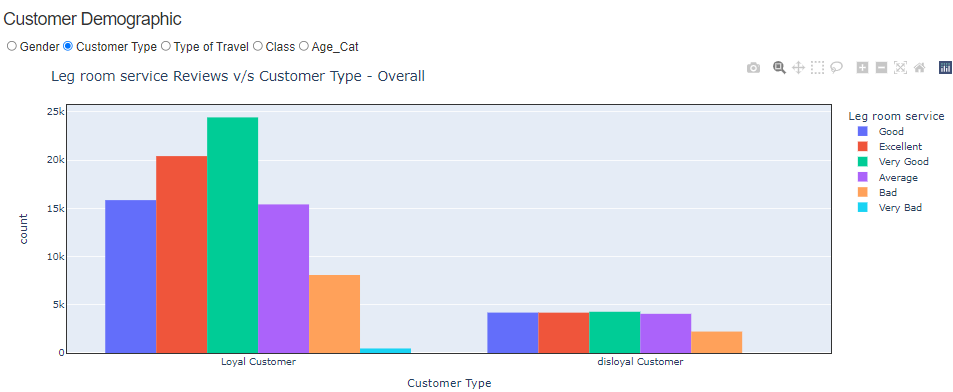 Customer Demographic
Gender Customer Type Type of Travel Class Age_Cat
Leg room service Reviews v/s Customer Type - Overall
25k
20k
15k
10k
5k
0
count
Loyal Customer disloyal Customer
Customer Type
Leg room service
Good
Excellent
Very Good
Average
Bad
Very Bad